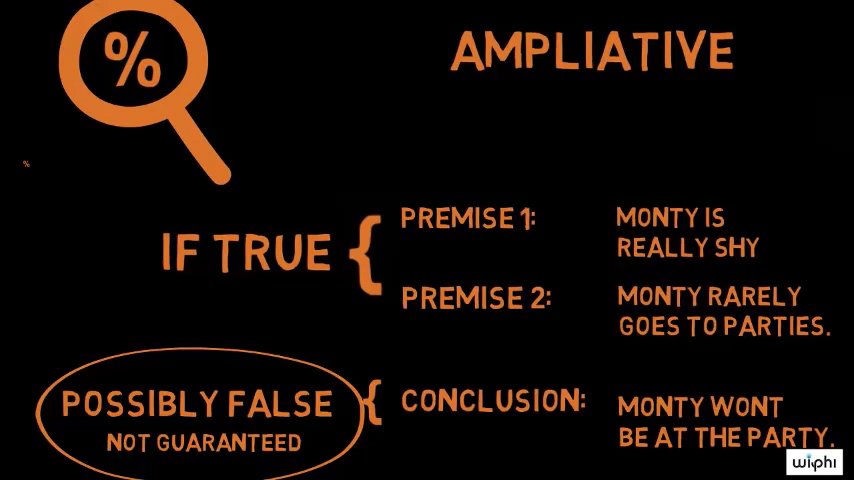 %
AMPLIATIVE
%
IF TRUE {
PREMISE 1:
MONTY IS
REALLY SHY
PREMISE 2:
MONTY RARELY
GOES TO PARTIES.
POSSIBLY FALSE
NOT GUARANTEED
{
CONCLUSION:
MONTY WONT
BE AT THE PARTY.
wiphi